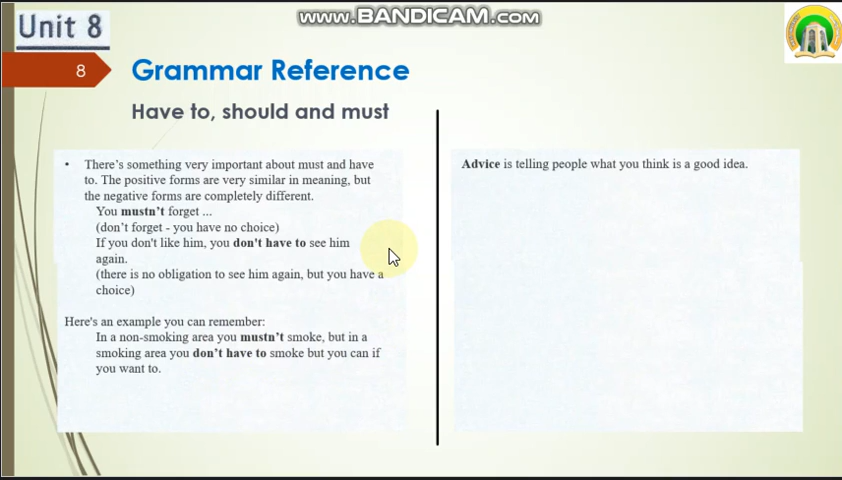 www.BANDICAM.com
Unit 8
8
Grammar Reference
Have to, should and must
• There's something very important about must and have
to. The positive forms are very similar in meaning, but
the negative forms are completely different.
You mustn't forget ...
(don't forget - you have no choice)
If you don't like him, you don't have to see him
again.
(there is no obligation to see him again, but you have a
choice)
Here's an example you can remember:
In a non-smoking area you mustn't smoke, but in a
smoking area you don't have to smoke but you can if
you want to.
Advice is telling people what you think is a good idea.